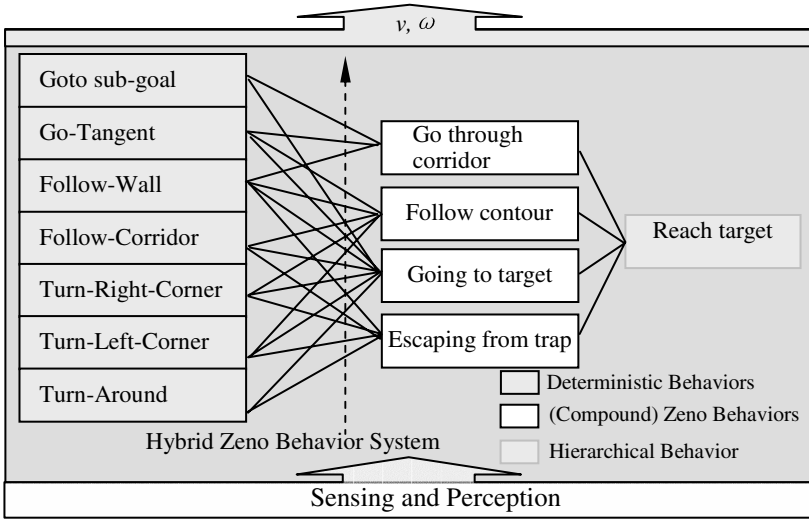 v, ω
Goto sub-goal
Go-Tangent
Follow-Wall
Follow-Corridor
Turn-Right-Corner
Turn-Left-Corner
Turn-Around
Go through
corridor
Follow contour
Going to target
Escaping from trap
Reach target
Deterministic Behaviors
(Compound) Zeno Behaviors
Hierarchical Behavior
Hybrid Zeno Behavior System
Sensing and Perception